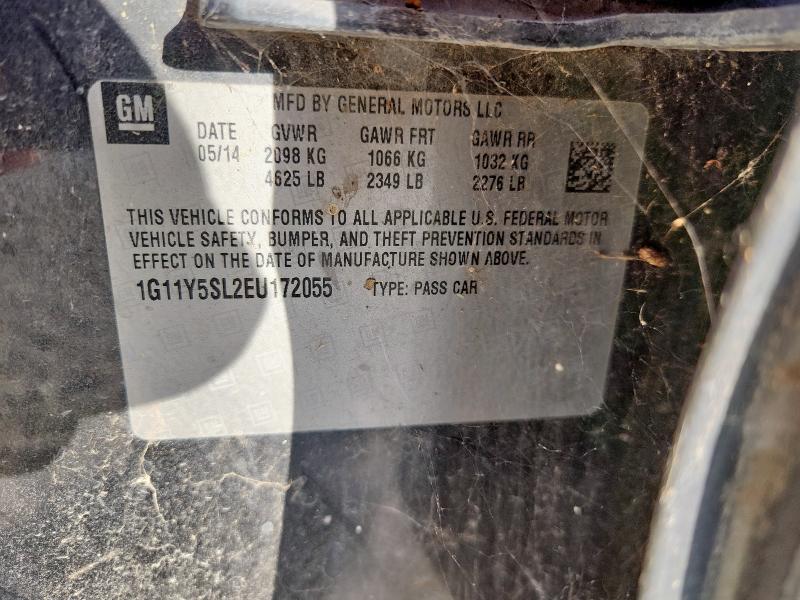 GM
MFD BY GENERAL MOTORS LLC
DATE GVWR GAWR FRT GAWR RR
05/14 2098 KG 1066 KG 1032 KG
4625 LB 2349 LB 2276 LB
THIS VEHICLE CONFORMS TO ALL APPLICABLE U.S. FEDERAL MOTOR
VEHICLE SAFETY, BUMPER, AND THEFT PREVENTION STANDARDS IN
EFFECT ON THE DATE OF MANUFACTURE SHOWN ABOVE.
1G11Y5SL2EU172055 TYPE: PASS CAR